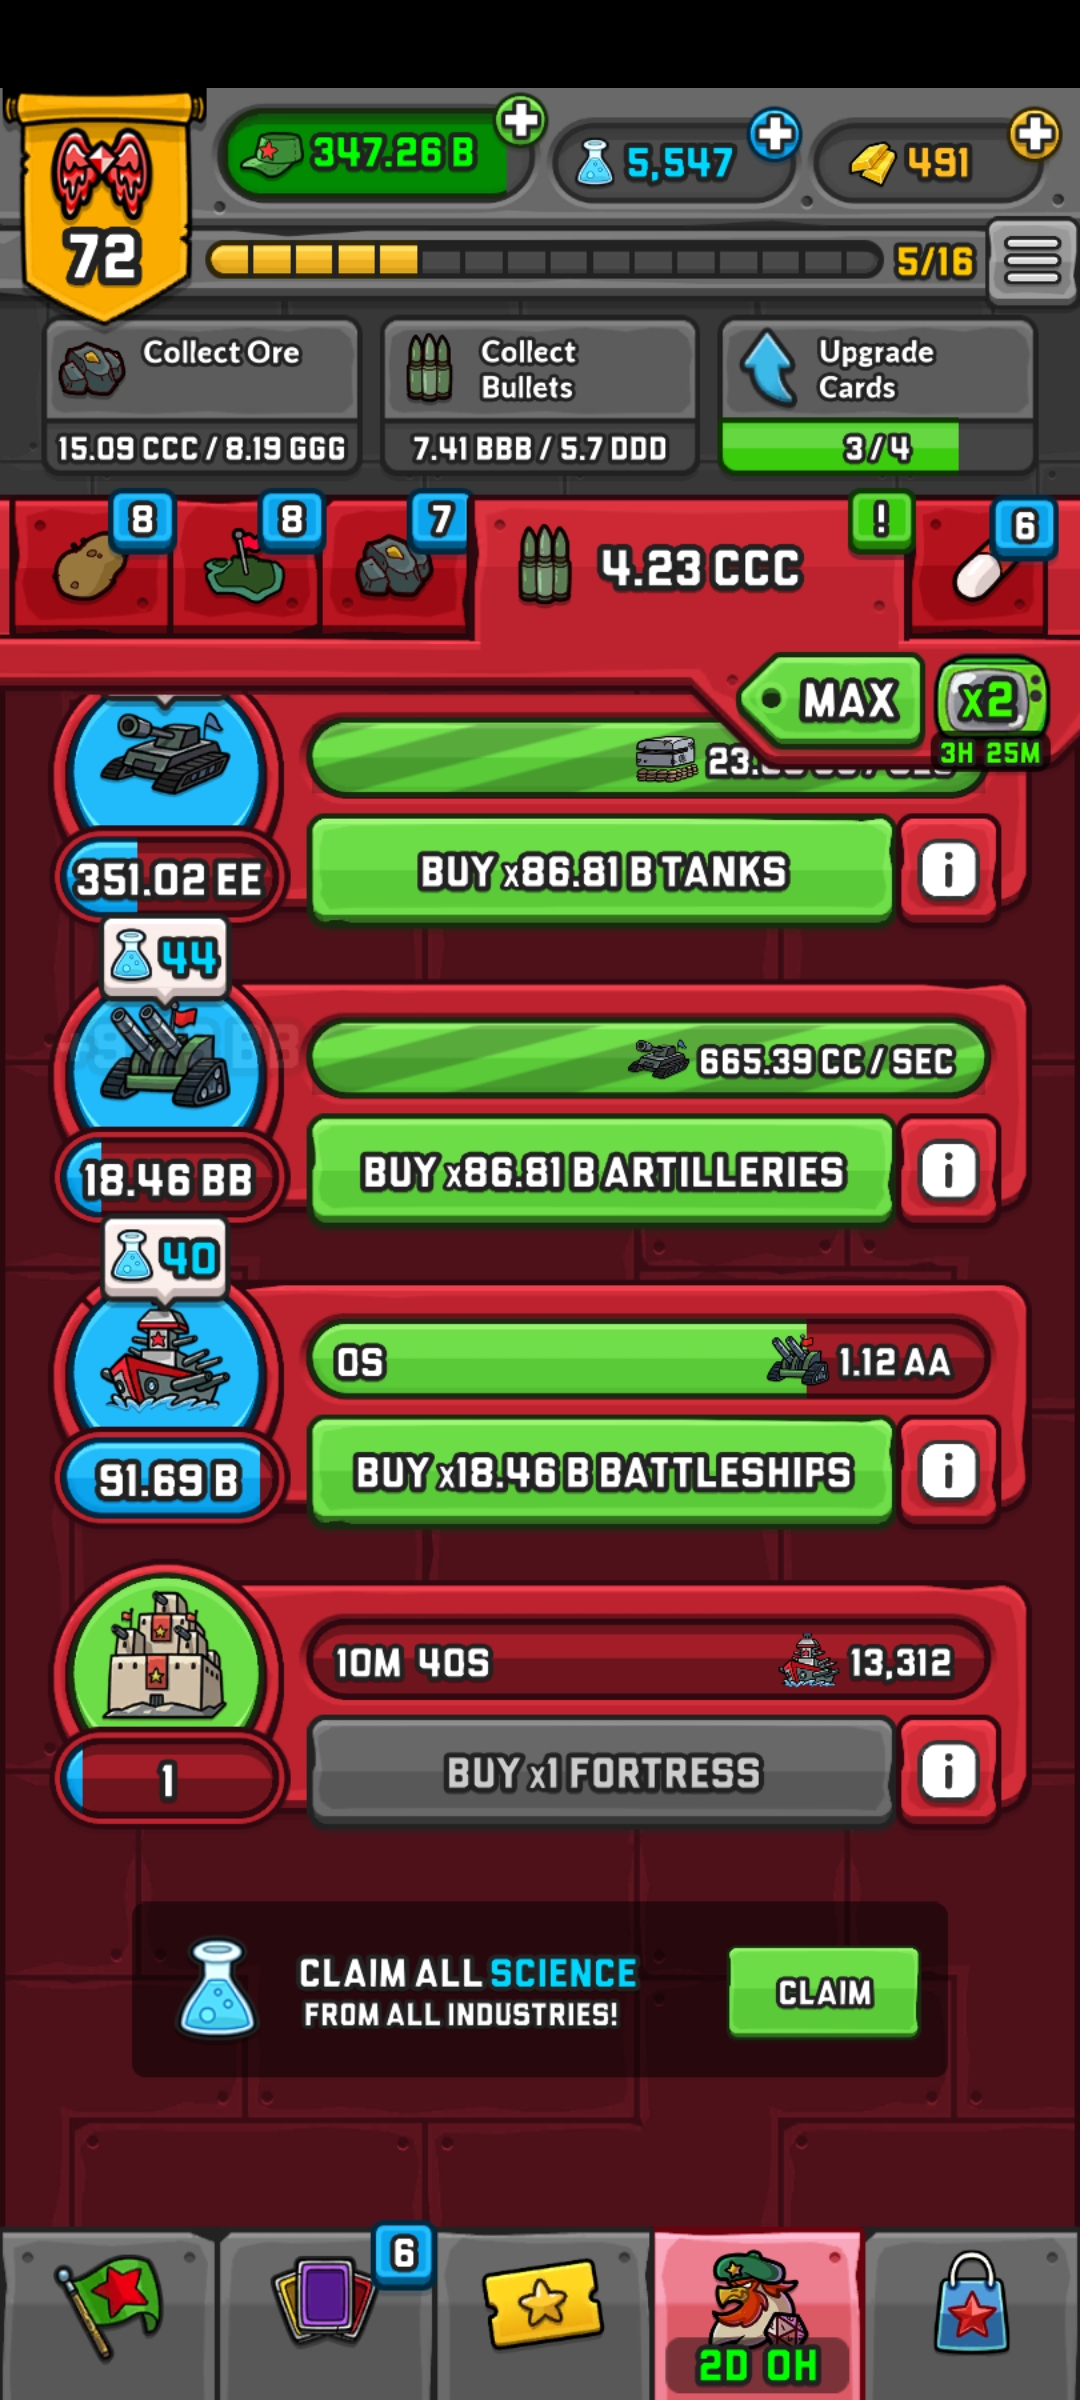 347.26 B
5,547
491
72
5/16
Collect Ore
15.09 CCC / 8.19 GGG
Collect
Bullets
7.41 BBB / 5.7 DDD
Upgrade
Cards
3/4
8
8
7
4.23 CCC
!
6
MAX
x2
3H 25M
351.02 EE
BUY x86.81 B TANKS
i
44
665.39 CC / SEC
18.46 BB
BUY x86.81 B ARTILLERIES
i
40
0S
1.12 AA
91.69 B
BUY x18.46 B BATTLESHIPS
i
10M 40S
13,312
1
BUY x1 FORTRESS
i
CLAIM ALL SCIENCE
FROM ALL INDUSTRIES!
CLAIM
6
2D 0H